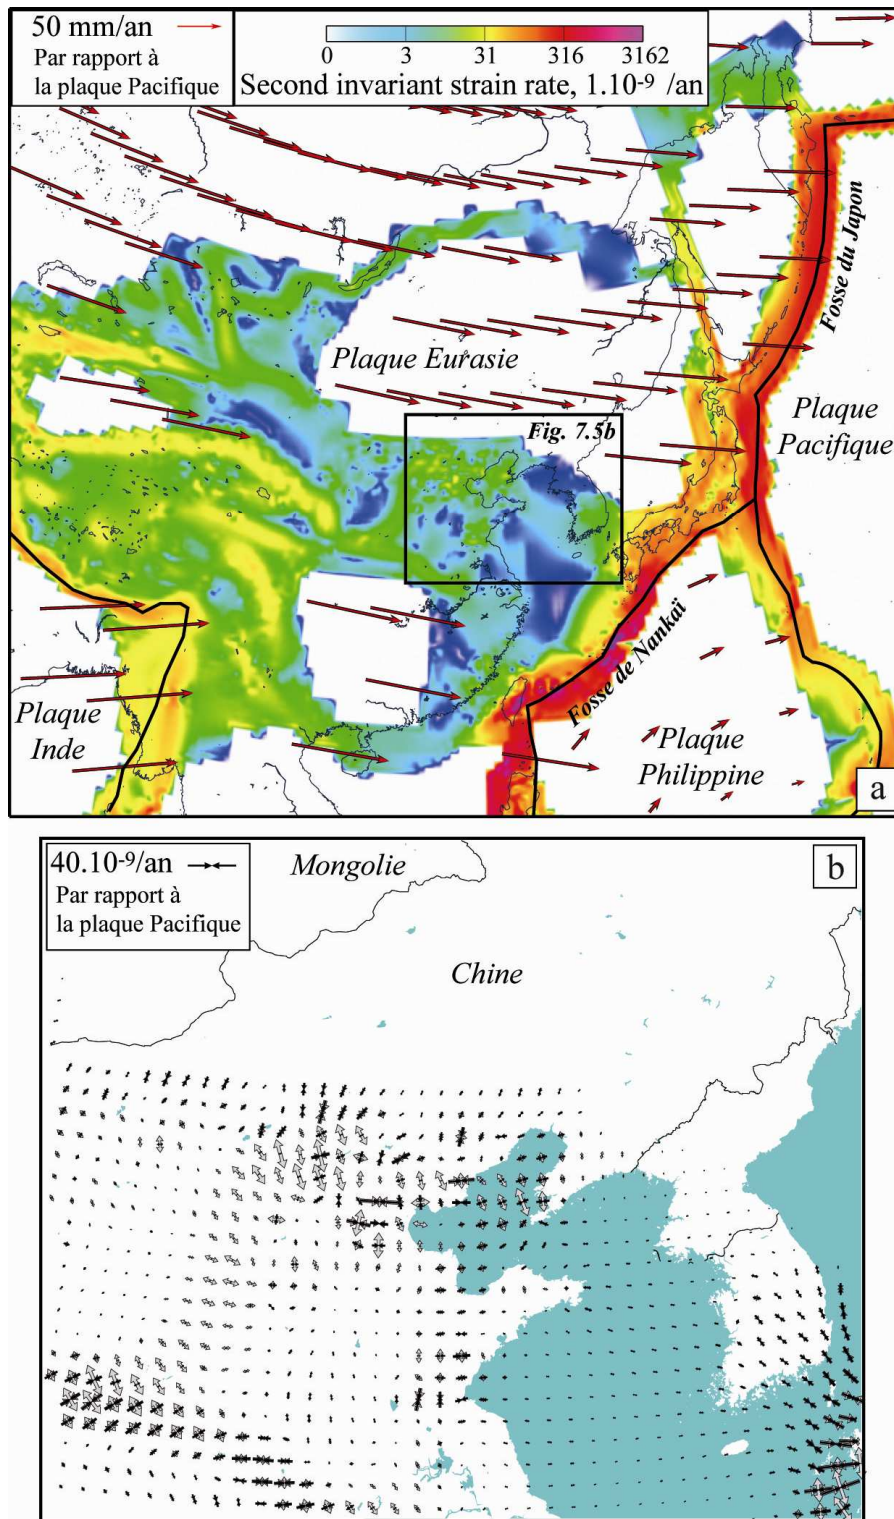 50 mm/an
Par rapport à
la plaque Pacifique
0 3 31 316 3162
Second invariant strain rate, 1.10⁻⁹ /an
Fosse du Japon
Plaque Eurasie
Plaque
Pacifique
Fig. 7.5b
Fosse de Nankaï
Plaque
Inde
Plaque
Philippine
a
40.10⁻⁹/an
Par rapport à
la plaque Pacifique
Mongolie
b
Chine